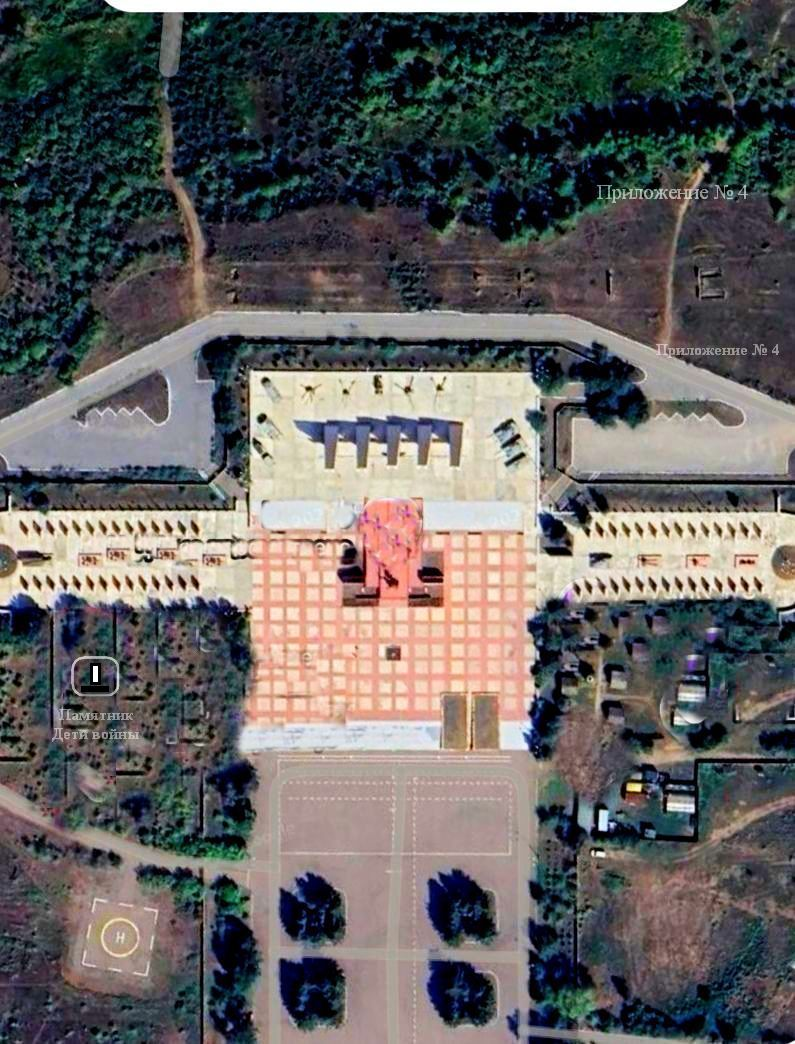 Приложение № 4
Приложение № 4
Памятник
Дети войны
H